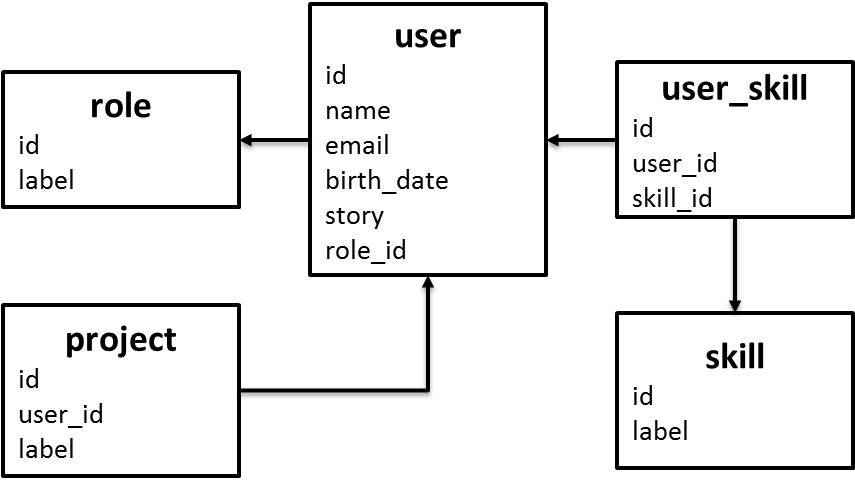 role
id
label
user
id
name
email
birth_date
story
role_id
user_skill
id
user_id
skill_id
project
id
user_id
label
skill
id
label